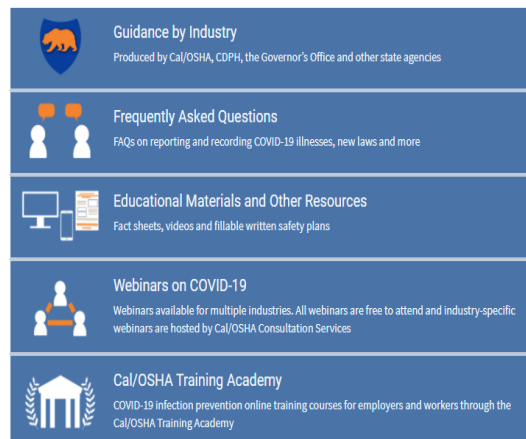 Guidance by Industry
Produced by Cal/OSHA, CDPH, the Governor's Office and other state agencies
Frequently Asked Questions
FAQs on reporting and recording COVID-19 illnesses, new laws and more
Educational Materials and Other Resources
Fact sheets, videos and fillable written safety plans
Webinars on COVID-19
Webinars available for multiple industries. All webinars are free to attend and industry-specific
webinars are hosted by Cal/OSHA Consultation Services
Cal/OSHA Training Academy
COVID-19 infection prevention online training courses for employers and workers through the
Cal/OSHA Training Academy